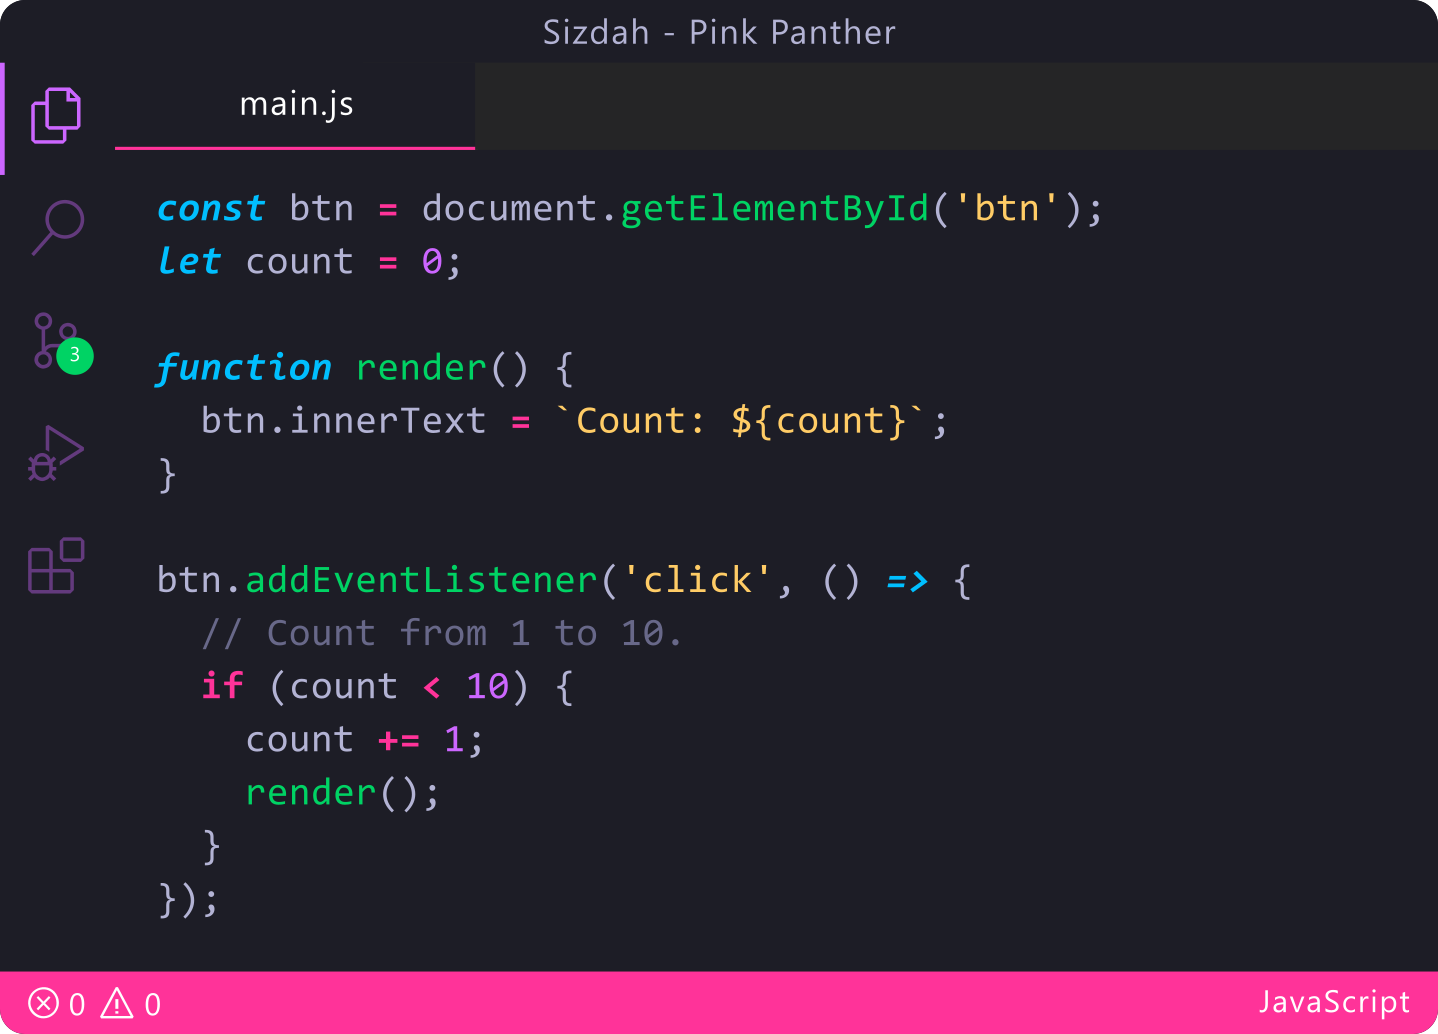 Sizdah - Pink Panther
main.js
const btn = document.getElementById('btn');
let count = 0;
3
function render() {
  btn.innerText = `Count: ${count}`;
}
btn.addEventListener('click', () => {
  // Count from 1 to 10.
  if (count < 10) {
    count += 1;
    render();
  }
});
0 0 JavaScript